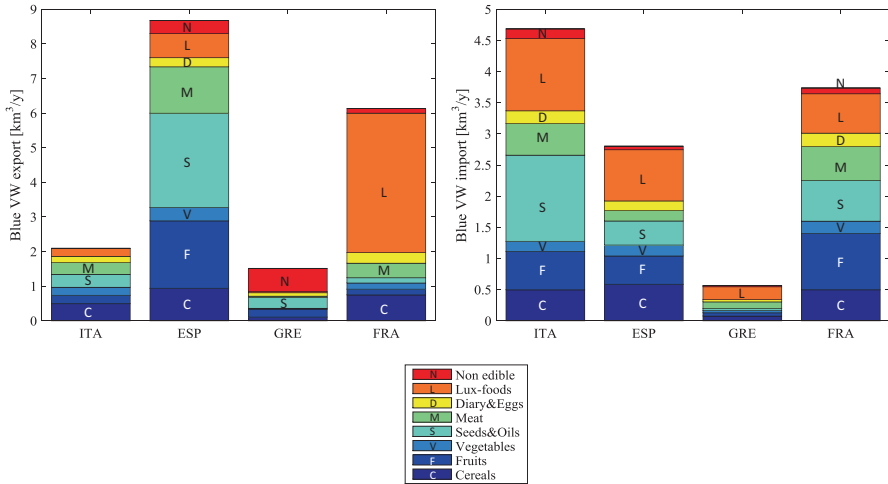 Blue VW export [km³/y]
9
8
7
6
5
4
3
2
1
0
C
S
M
C
F
V
S
M
D
L
N
S
N
C
M
L
ITA
ESP
GRE
FRA
Blue VW import [km³/y]
5
4.5
4
3.5
3
2.5
2
1.5
1
0.5
0
C
F
V
S
M
D
L
N
C
F
V
S
L
L
C
F
V
S
M
D
L
N
ITA
ESP
GRE
FRA
N Non edible
L Lux-foods
D Diary&Eggs
M Meat
S Seeds&Oils
V Vegetables
F Fruits
C Cereals